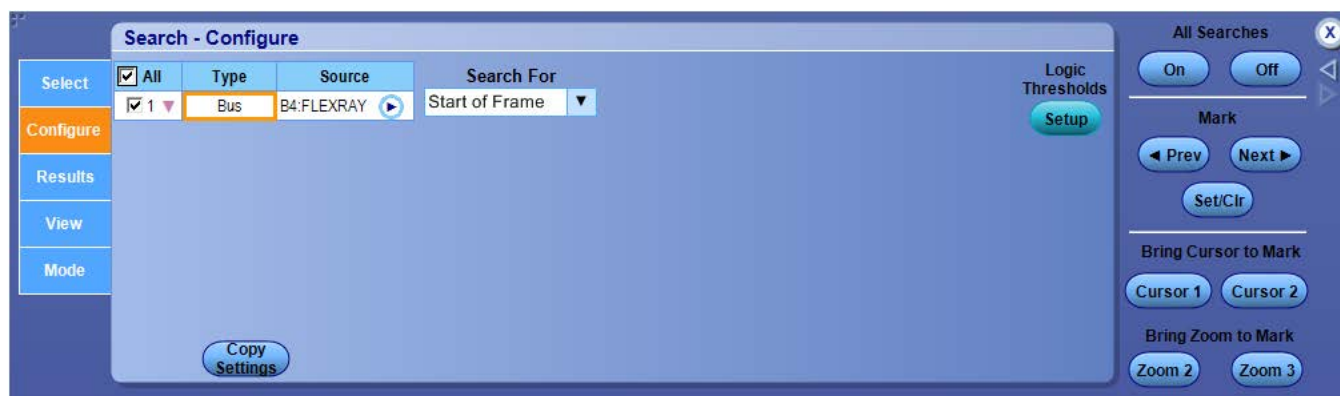 Search - Configure
Select
Configure
Results
View
Mode
All Type Source
1 Bus B4:FLEXRAY
Search For
Start of Frame
Copy
Settings
Logic
Thresholds
Setup
All Searches
X
On Off
Mark
◄ Prev Next ►
Set/Clr
Bring Cursor to Mark
Cursor 1 Cursor 2
Bring Zoom to Mark
Zoom 2 Zoom 3